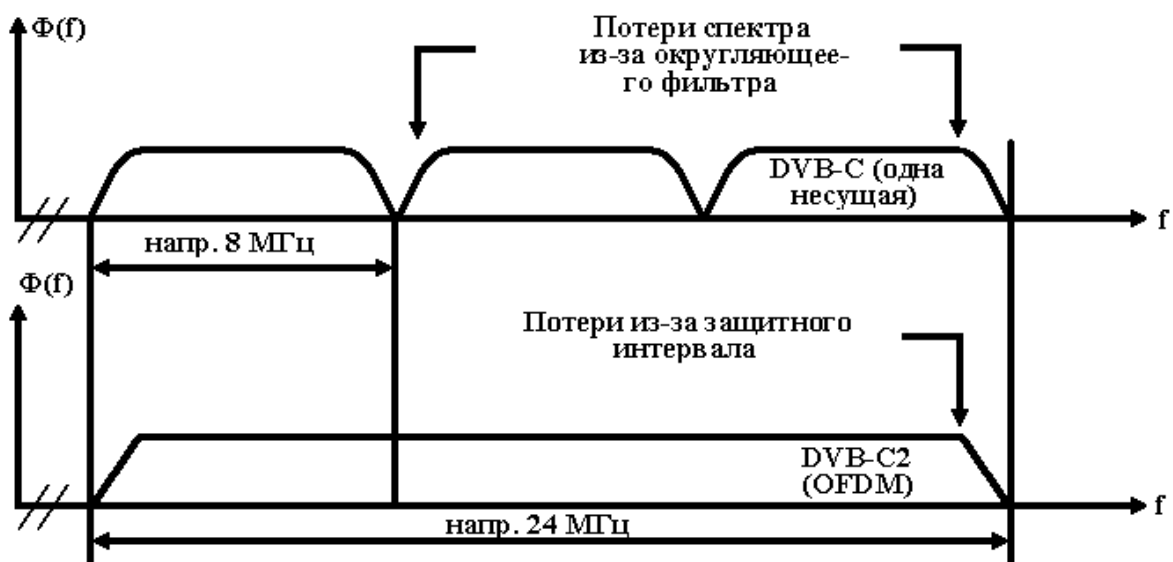 Φ(f)
Потери спектра
из-за округляющее-
го фильтра
DVB-C (одна
несущая)
f
напр. 8 МГц
Φ(f)
Потери из-за защитного
интервала
DVB-C2
(OFDM)
f
напр. 24 МГц